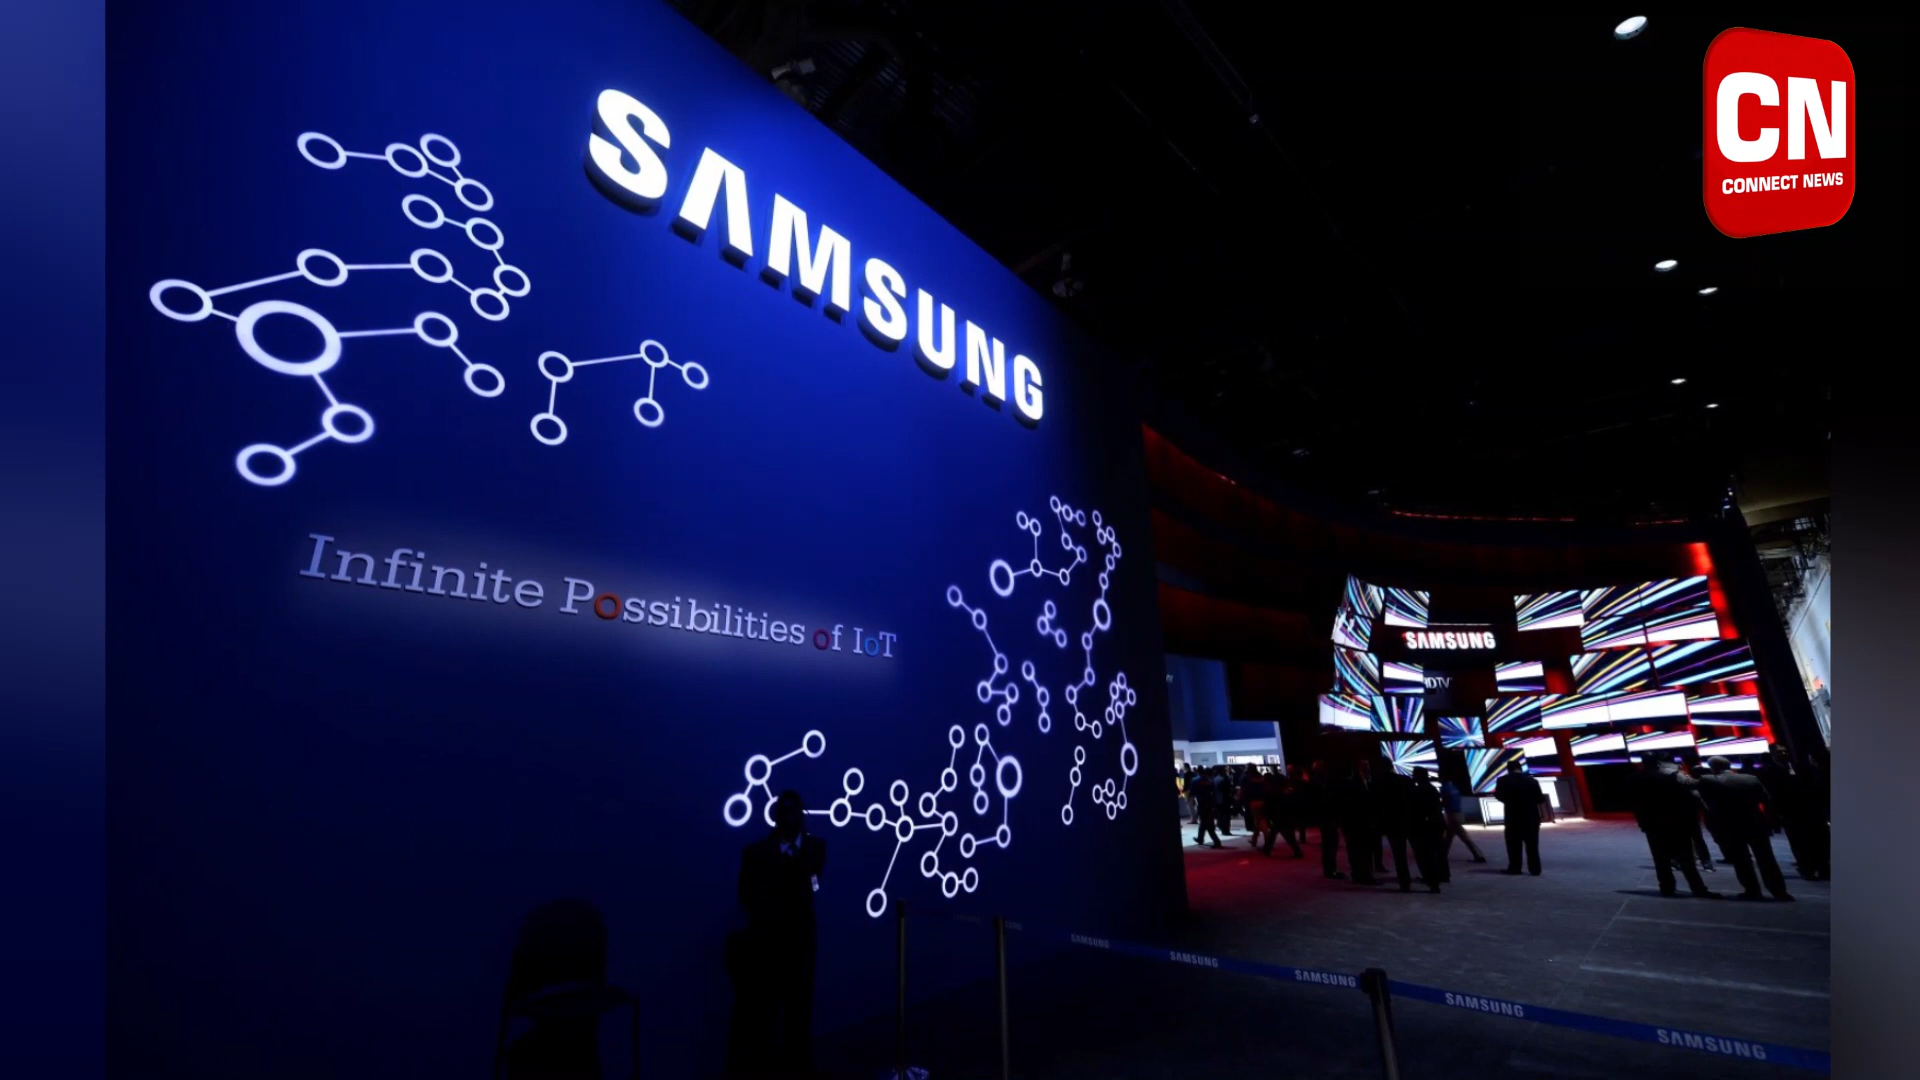 SAMSUNG
CN
CONNECT NEWS
Infinite Possibilities of IoT
SAMSUNG
SAMSUNG
SAMSUNG
SAMSUNG
SAMSUNG
SAMSUNG